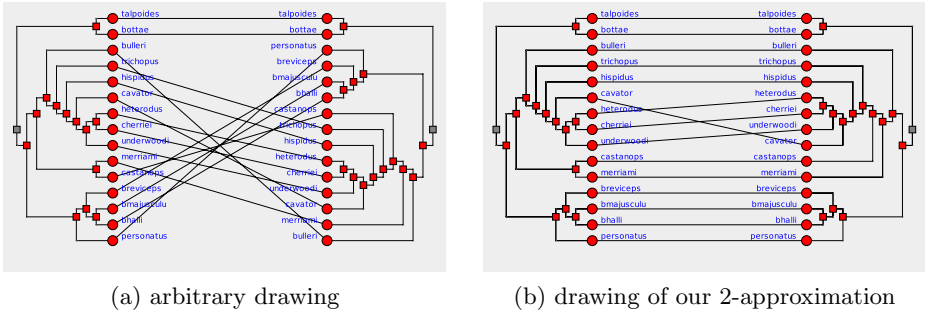 talpoides talpoides
bottae bottae
bulleri personatus
trichopus breviceps
hispidus bmajusculu
cavator bhalli
heterodus castanops
cherriei trichopus
underwoodi hispidus
merriami heterodus
castanops cherriei
breviceps underwoodi
bmajusculu cavator
bhalli merriami
personatus bulleri
(a) arbitrary drawing
talpoides talpoides
bottae bottae
bulleri bulleri
trichopus trichopus
hispidus hispidus
cavator heterodus
heterodus cherriei
cherriei underwoodi
underwoodi cavator
castanops castanops
merriami merriami
breviceps breviceps
bmajusculu bmajusculu
bhalli bhalli
personatus personatus
(b) drawing of our 2-approximation